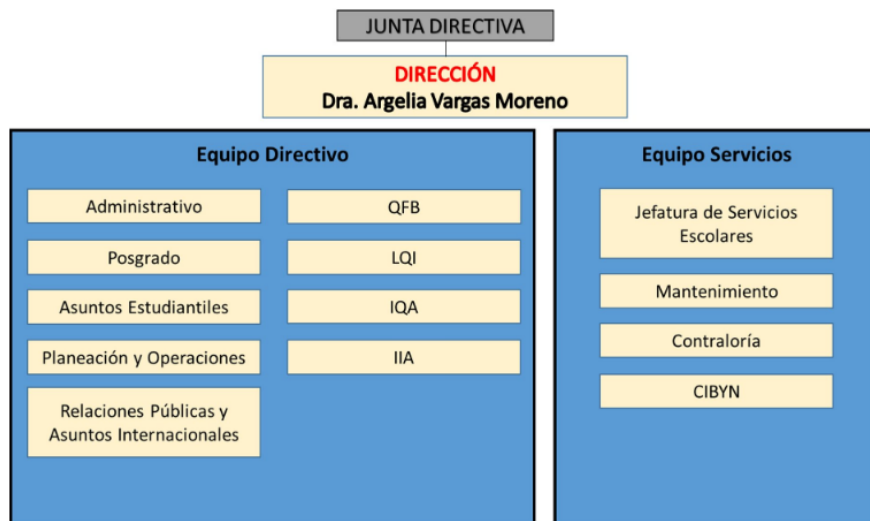 JUNTA DIRECTIVA
DIRECCIÓN
Dra. Argelia Vargas Moreno
Equipo Directivo
Administrativo
Posgrado
Asuntos Estudiantiles
Planeación y Operaciones
Relaciones Públicas y
Asuntos Internacionales
QFB
LQI
IQA
IIA
Equipo Servicios
Jefatura de Servicios
Escolares
Mantenimiento
Contraloría
CIBYN